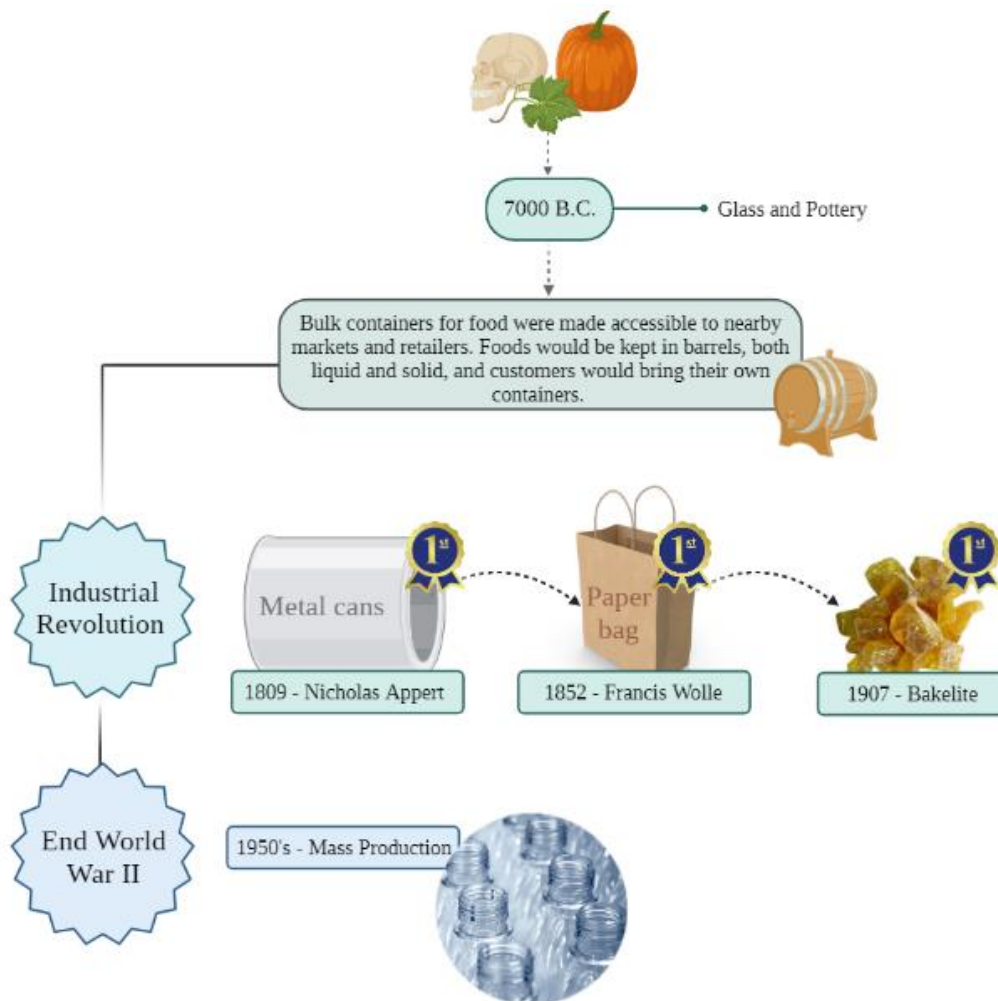 7000 B.C.
Glass and Pottery
Bulk containers for food were made accessible to nearby
markets and retailers. Foods would be kept in barrels, both
liquid and solid, and customers would bring their own
containers.
Industrial
Revolution
Metal cans
1st
Paper
bag
1st
1st
1809 - Nicholas Appert
1852 - Francis Wolle
1907 - Bakelite
End World
War II
1950's - Mass Production